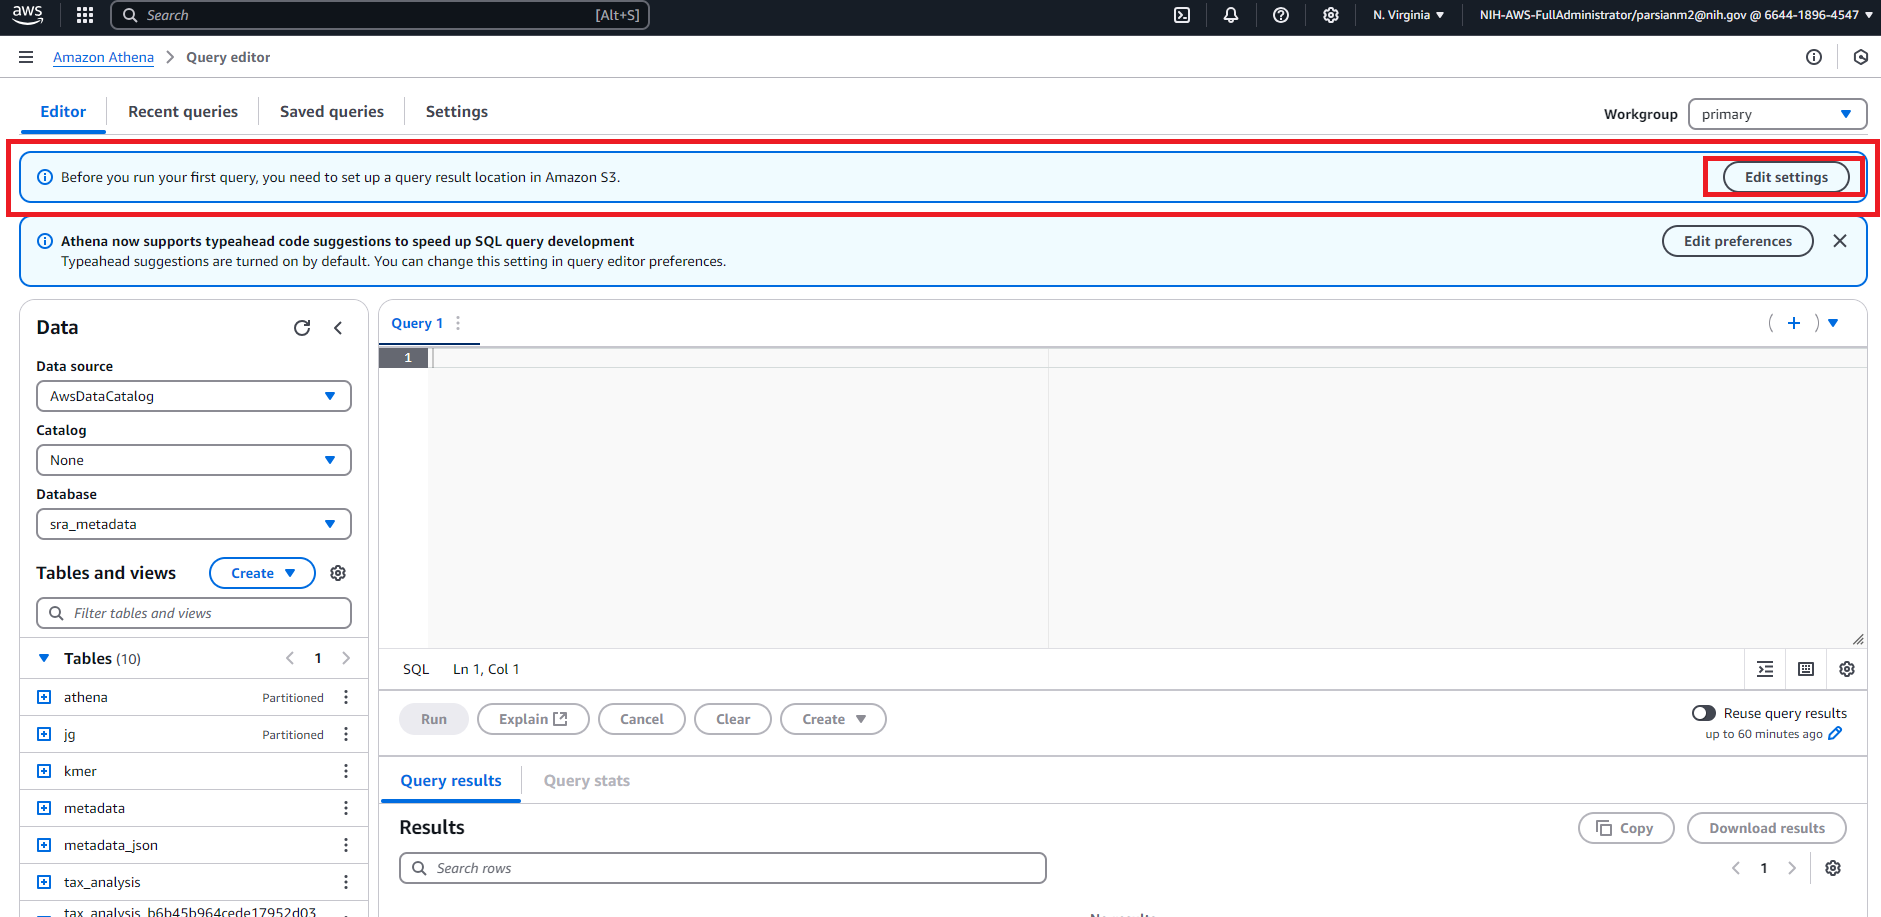 aws
Search [Alt+S]
N. Virginia
NIH-AWS-FullAdministrator/parsianm2@nih.gov @ 6644-1896-4547
Amazon Athena > Query editor
Editor
Recent queries
Saved queries
Settings
Workgroup
primary
Before you run your first query, you need to set up a query result location in Amazon S3.
Edit settings
Athena now supports typeahead code suggestions to speed up SQL query development
Typeahead suggestions are turned on by default. You can change this setting in query editor preferences.
Edit preferences
Data
Data source
AwsDataCatalog
Catalog
None
Database
sra_metadata
Tables and views
Create
Filter tables and views
Tables (10)
1
athena Partitioned
jg Partitioned
kmer
metadata
metadata_json
tax_analysis
tax_analysis_b6b45b964cede17952d03
Query 1
1
SQL Ln 1, Col 1
Run
Explain
Cancel
Clear
Create
Reuse query results
up to 60 minutes ago
Query results
Query stats
Results
Copy
Download results
Search rows
1